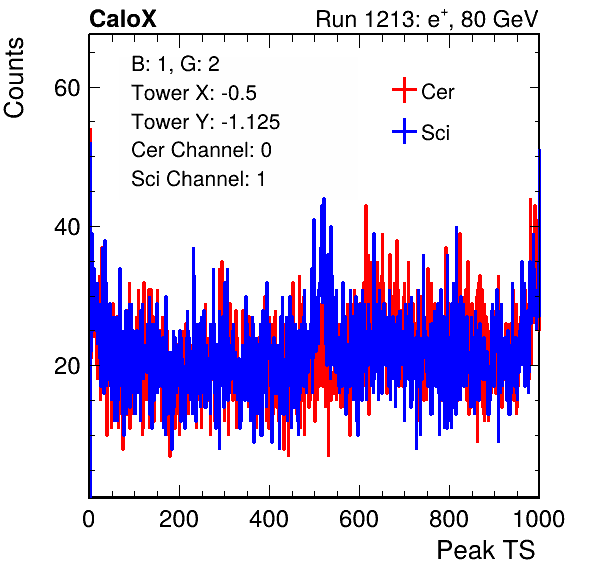 CaloX Run 1213: e+, 80 GeV
Counts
B: 1, G: 2
Tower X: -0.5
Tower Y: -1.125
Cer Channel: 0
Sci Channel: 1
Cer
Sci
60
40
20
0 200 400 600 800 1000
Peak TS